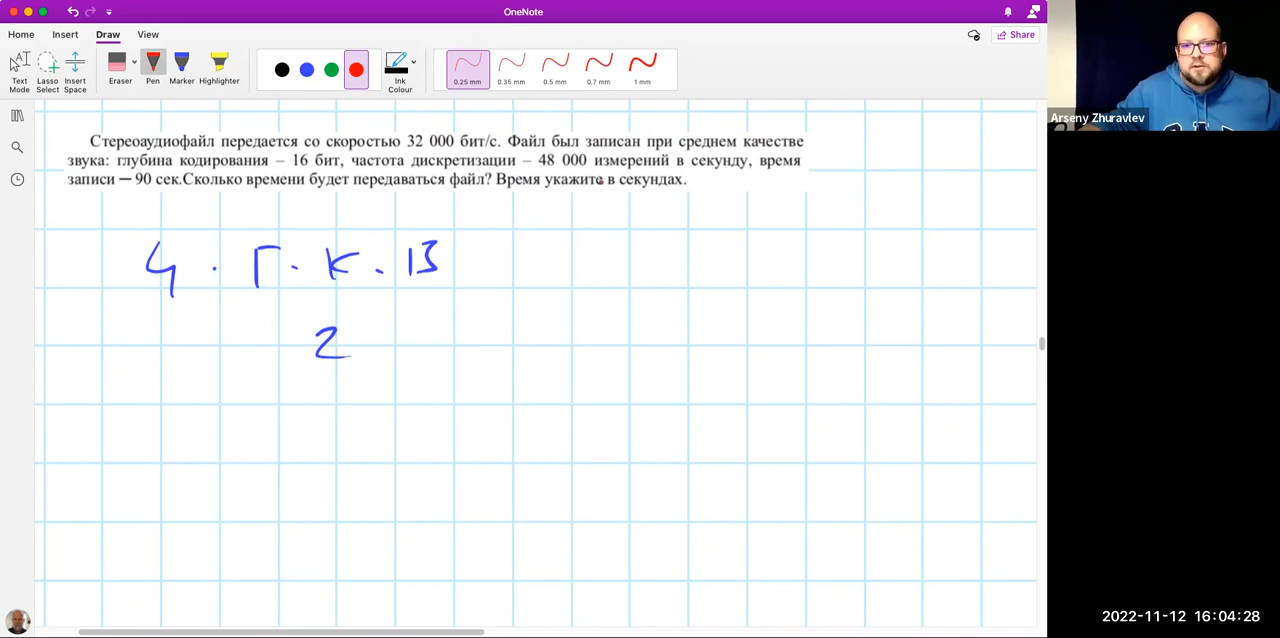 OneNote
Home Insert Draw View
Share
Text Mode
Lasso Select
Insert Space
Eraser
Pen
Marker
Highlighter
Ink Colour
0.25 mm
0.35 mm
0.5 mm
0.7 mm
1 mm
Arseny Zhuravlev
Стереоаудиофайл передается со скоростью 32 000 бит/с. Файл был записан при среднем качестве
звука: глубина кодирования – 16 бит, частота дискретизации – 48 000 измерений в секунду, время
записи — 90 сек.Сколько времени будет передаваться файл? Время укажите в секундах.
Ч · Г · К · В
2
2022-11-12 16:04:28